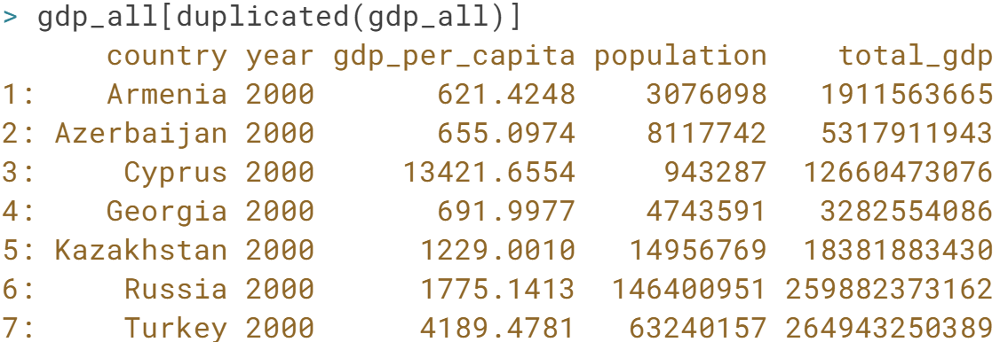 > gdp_all[duplicated(gdp_all)]
country year gdp_per_capita population total_gdp
1: Armenia 2000 621.4248 3076098 1911563665
2: Azerbaijan 2000 655.0974 8117742 5317911943
3: Cyprus 2000 13421.6554 943287 12660473076
4: Georgia 2000 691.9977 4743591 3282554086
5: Kazakhstan 2000 1229.0010 14956769 18381883430
6: Russia 2000 1775.1413 146400951 259882373162
7: Turkey 2000 4189.4781 63240157 264943250389